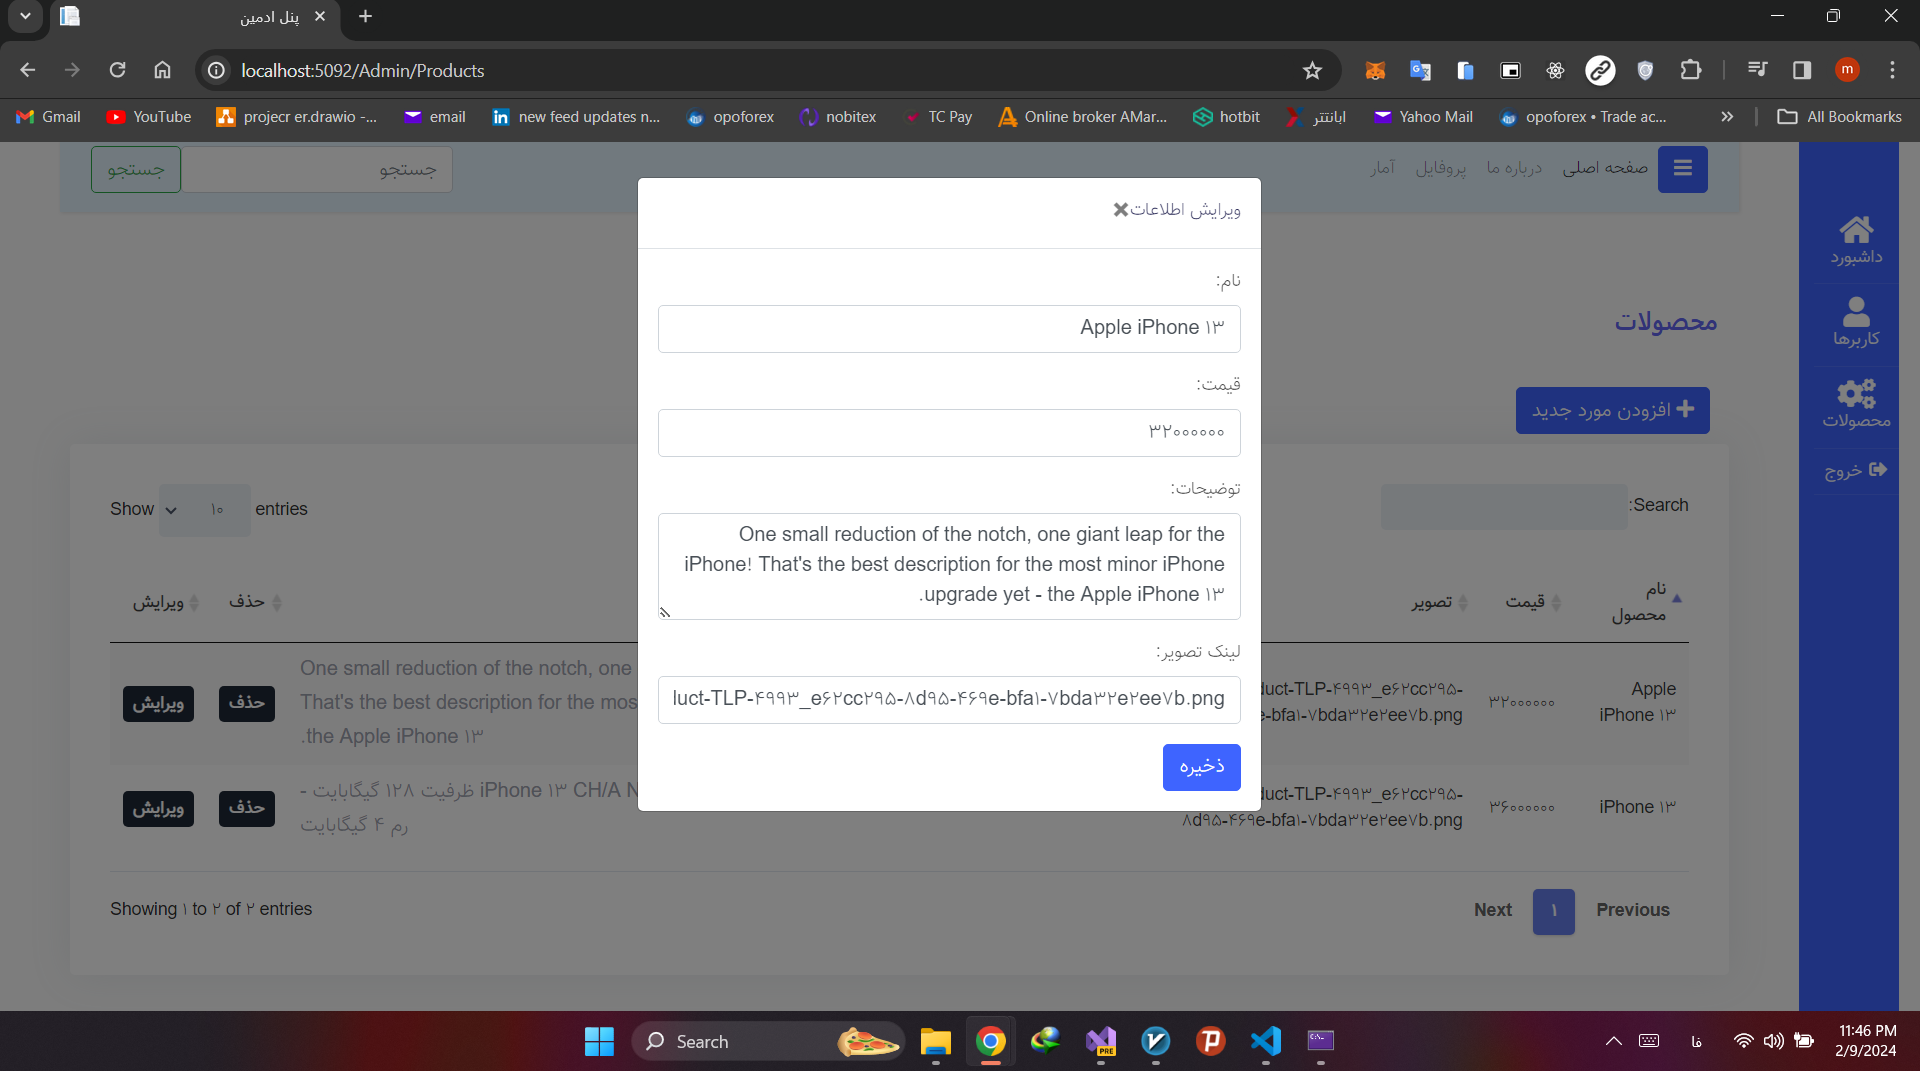 پنل ادمین
localhost:5092/Admin/Products
Gmail
YouTube
projecr er.drawio -...
email
new feed updates n...
opoforex
nobitex
TC Pay
Online broker AMar...
hotbit
ابانتتر
Yahoo Mail
opoforex • Trade ac...
All Bookmarks
صفحه اصلی
درباره ما
پروفایل
آمار
جستجو
جستجو
داشبورد
کاربرها
محصولات
خروج
محصولات
افزودن مورد جدید
Show ۱۰ entries
Search:
نام محصول
قیمت
تصویر
حذف
ویرایش
Apple
iPhone ۱۳
۳۲۰۰۰۰۰۰
duct-TLP-۴۹۹۳_e۶۲cc۲۹۵-
e-bfa۱-۷bda۳۲e۲ee۷b.png
One small reduction of the notch, one
That's the best description for the mos
the Apple iPhone ۱۳.
حذف
ویرایش
iPhone ۱۳
۳۶۰۰۰۰۰۰
duct-TLP-۴۹۹۳_e۶۲cc۲۹۵-
۸d۹۵-۴۶۹e-bfa۱-۷bda۳۲e۲ee۷b.png
iPhone ۱۳ CH/A N ظرفیت ۱۲۸ گیگابایت -
رم ۴ گیگابایت
حذف
ویرایش
Showing ۱ to ۲ of ۲ entries
Previous
۱
Next
ویرایش اطلاعات
نام:
Apple iPhone ۱۳
قیمت:
۳۲۰۰۰۰۰۰
توضیحات:
One small reduction of the notch, one giant leap for the
iPhone! That's the best description for the most minor iPhone
upgrade yet - the Apple iPhone ۱۳.
لینک تصویر:
luct-TLP-۴۹۹۳_e۶۲cc۲۹۵-۸d۹۵-۴۶۹e-bfa۱-۷bda۳۲e۲ee۷b.png
ذخیره
Search
PRE
فا
11:46 PM
2/9/2024